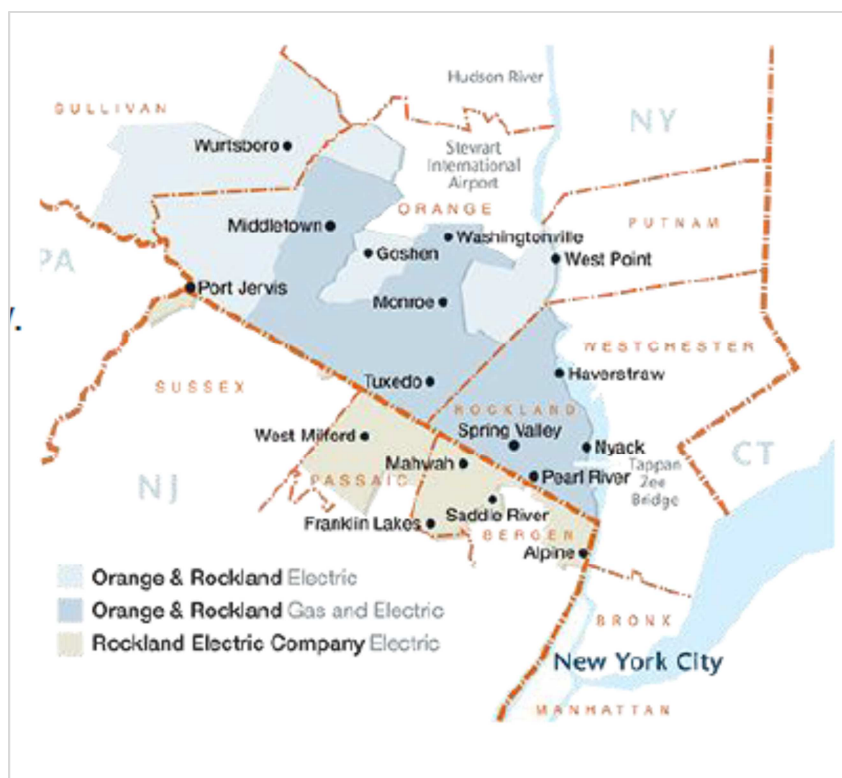 Hudson River
NY
SULLIVAN
Wurtsboro
Stewart
International
Airport
ORANGE
PUTNAM
Middletown
Washingtonville
Goshen
West Point
PA
Port Jervis
Monroe
y.
WESTCHESTER
Haverstraw
SUSSEX
Tuxedo
ROCKLAND
West Milford
Spring Valley
Nyack
CT
Mahwah
Pearl River
Tappan
Zee
Bridge
PASSAIC
NJ
Saddle River
Franklin Lakes
BERGEN
Alpine
Orange & Rockland Electric
Orange & Rockland Gas and Electric
Rockland Electric Company Electric
BRONX
New York City
MANHATTAN